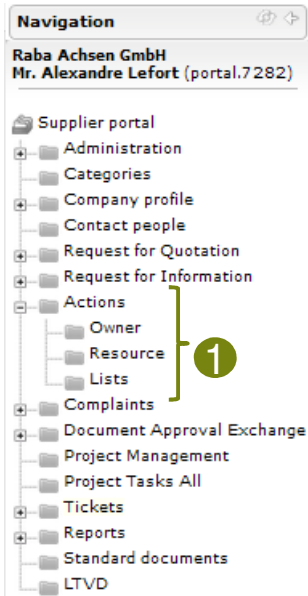 Navigation
Raba Achsen GmbH
Mr. Alexandre Lefort (portal.7282)
Supplier portal
Administration
Categories
Company profile
Contact people
Request for Quotation
Request for Information
Actions
Owner
Resource
Lists
1
Complaints
Document Approval Exchange
Project Management
Project Tasks All
Tickets
Reports
Standard documents
LTVD